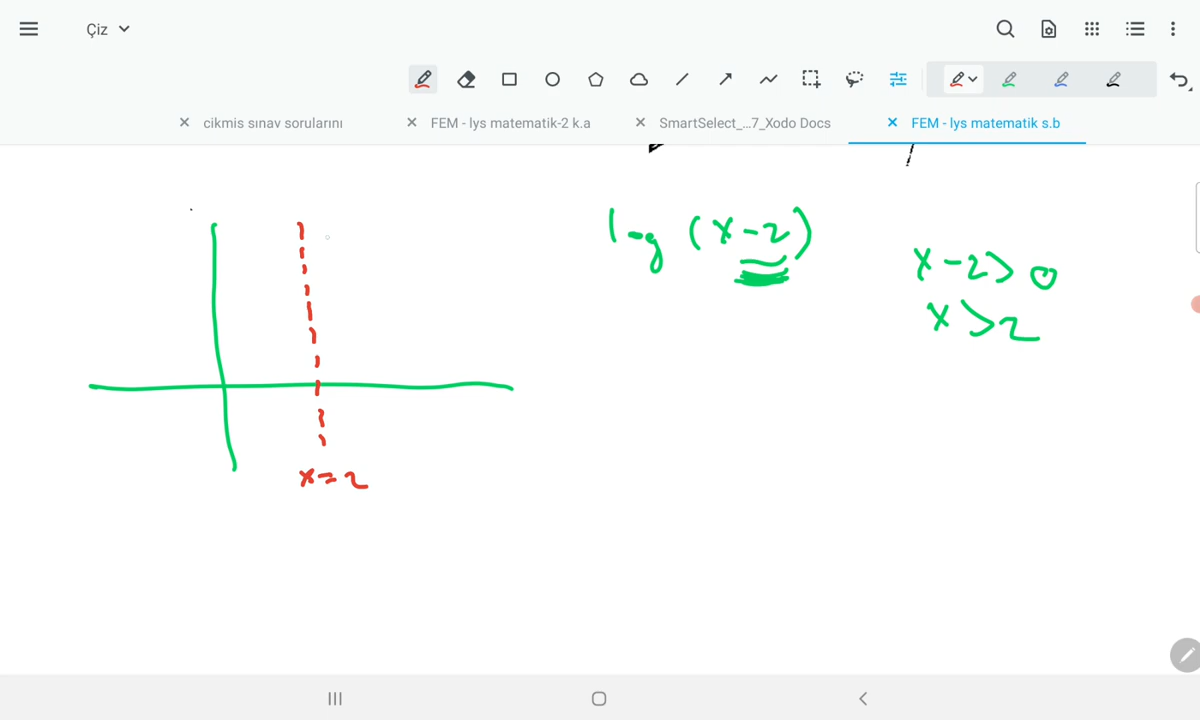 Çiz
cikmis sınav sorularını
FEM - lys matematik-2 k.a
SmartSelect_...7_Xodo Docs
FEM - lys matematik s.b
log (x-2)
x-2>0
x>2
x=2